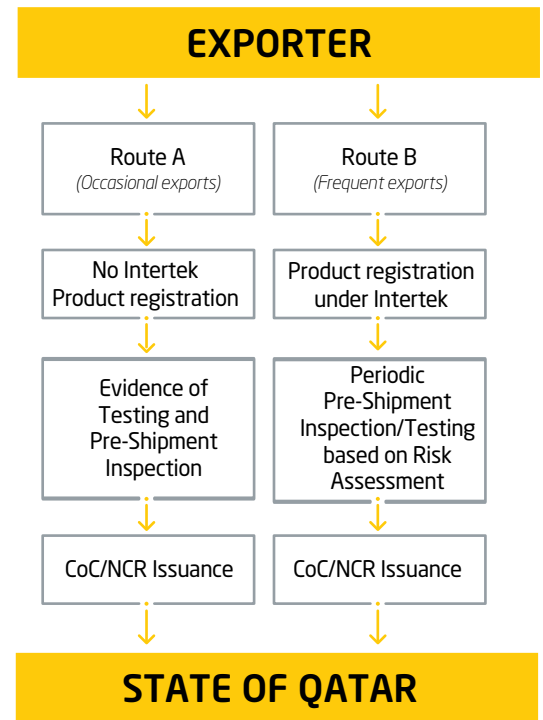 EXPORTER
Route A
(Occasional exports)
No Intertek
Product registration
Evidence of
Testing and
Pre-Shipment
Inspection
CoC/NCR Issuance
Route B
(Frequent exports)
Product registration
under Intertek
Periodic
Pre-Shipment
Inspection/Testing
based on Risk
Assessment
CoC/NCR Issuance
STATE OF QATAR